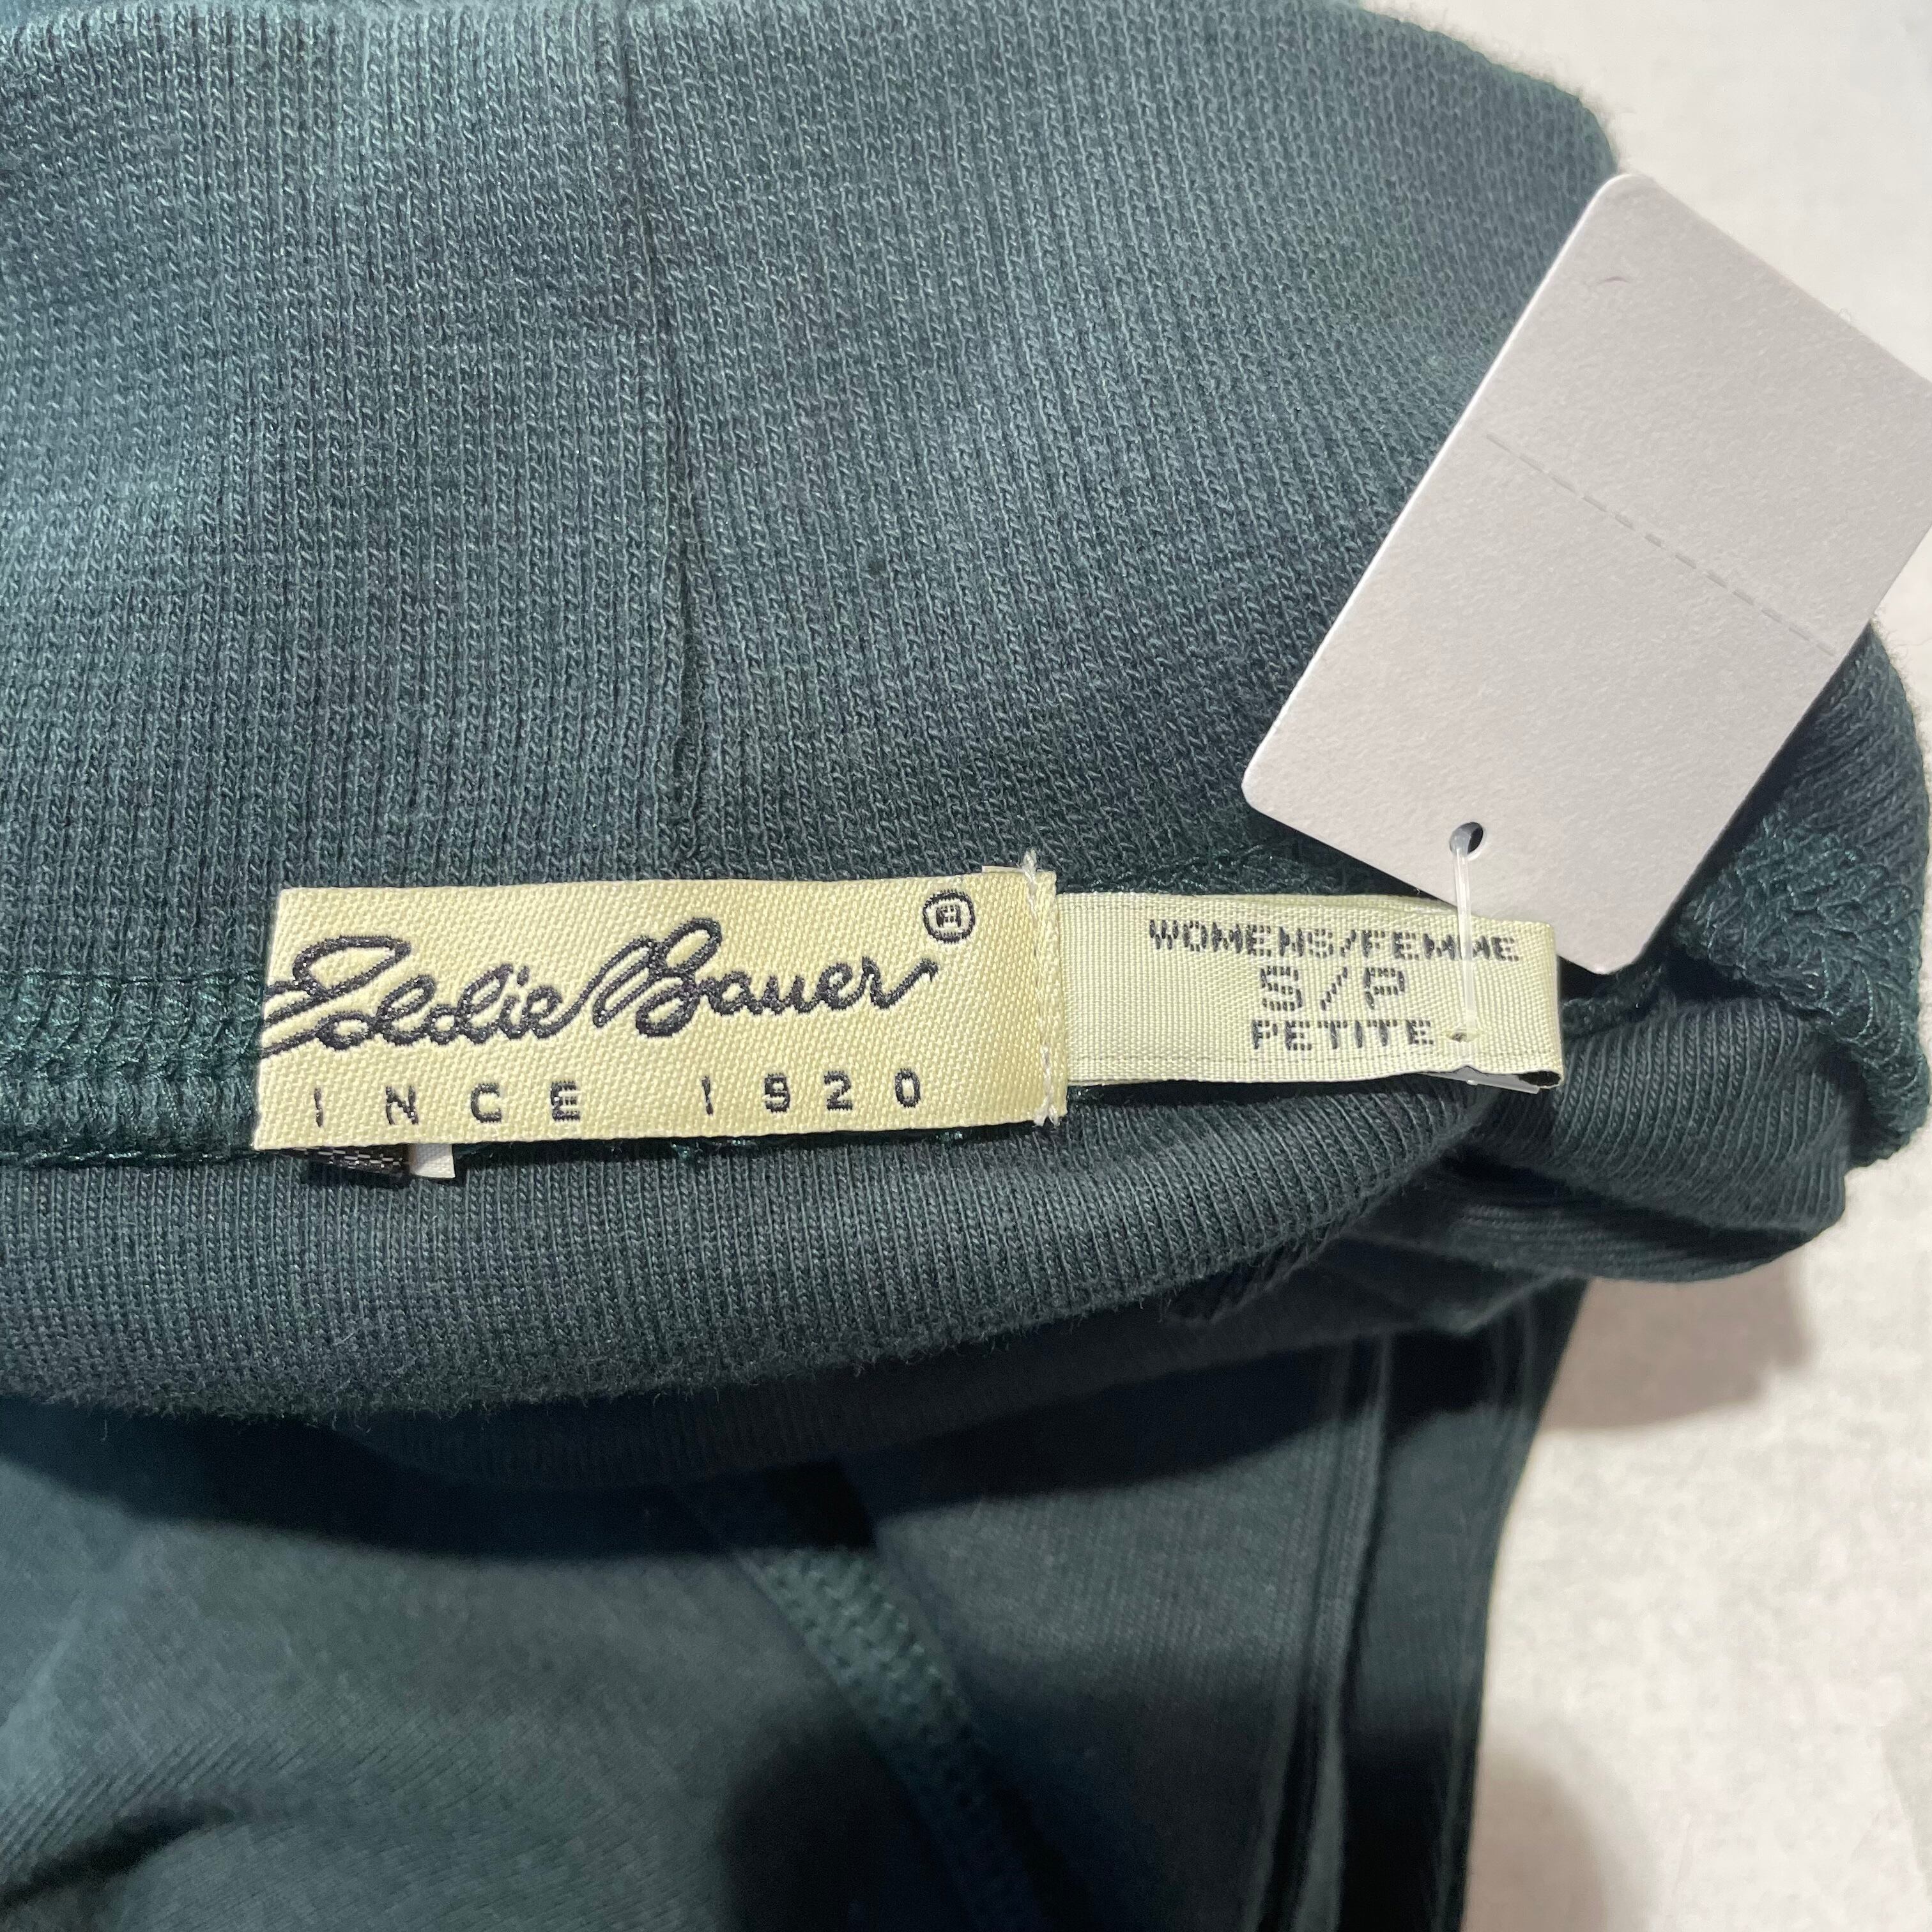 Eddie Bauer ®
INCE 1920
WOMENS/FEMME
S/P
PETITE